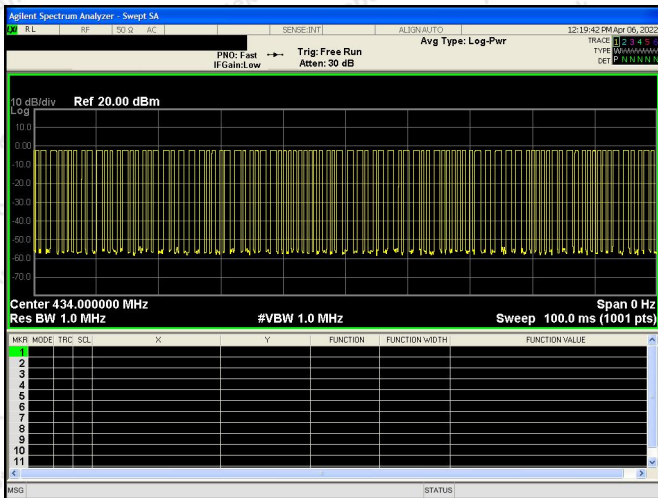 Agilent Spectrum Analyzer - Swept SA
RL RF 50 Ω AC SENSE:INT ALIGN AUTO 12:19:42 PM Apr 06, 2022
Avg Type: Log-Pwr TRACE 1 2 3 4 5 6
PNO: Fast Trig: Free Run TYPE
IFGain:Low Atten: 30 dB DET P N N N N N
10 dB/div Ref 20.00 dBm
Log
10.0
0.00
-10.0
-20.0
-30.0
-40.0
-50.0
-60.0
-70.0
Center 434.000000 MHz Span 0 Hz
Res BW 1.0 MHz #VBW 1.0 MHz Sweep 100.0 ms (1001 pts)
MKR MODE TRC SCL X Y FUNCTION FUNCTION WIDTH FUNCTION VALUE
1
2
3
4
5
6
7
8
9
10
11
MSG STATUS